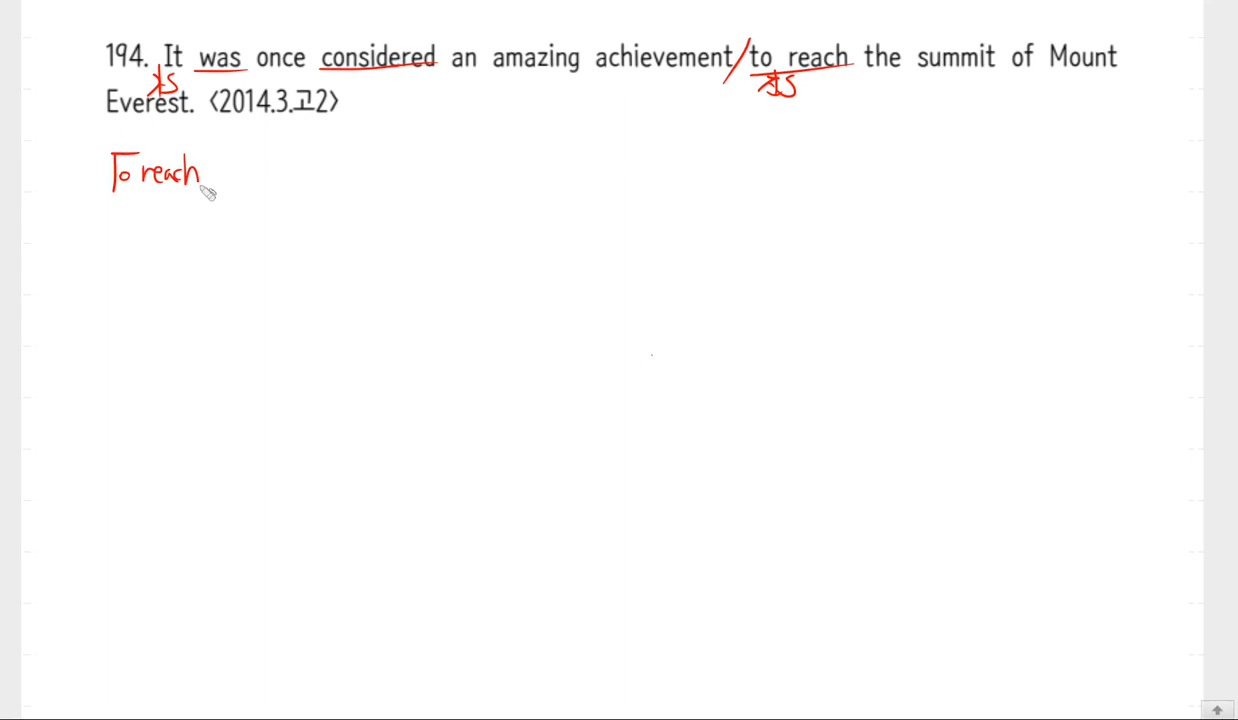 194. It was once considered an amazing achievement/to reach the summit of Mount
가S 진S
Everest. <2014.3.고2>
To reach